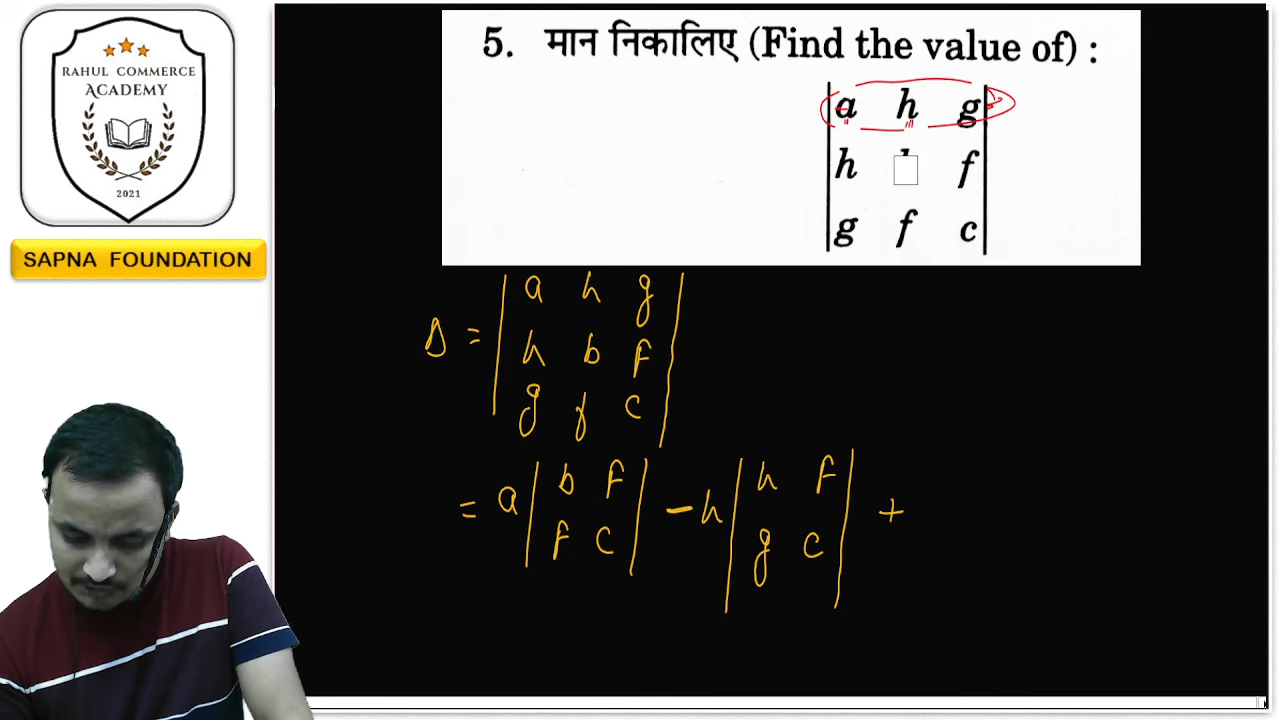 RAHUL COMMERCE
ACADEMY
2021
SAPNA FOUNDATION
5. मान निकालिए (Find the value of) :
a h g
h f
g f c
Δ = | a h g |
| h b f |
| g f c |
= a | b f | - h | h f | +
| f c | | g c |